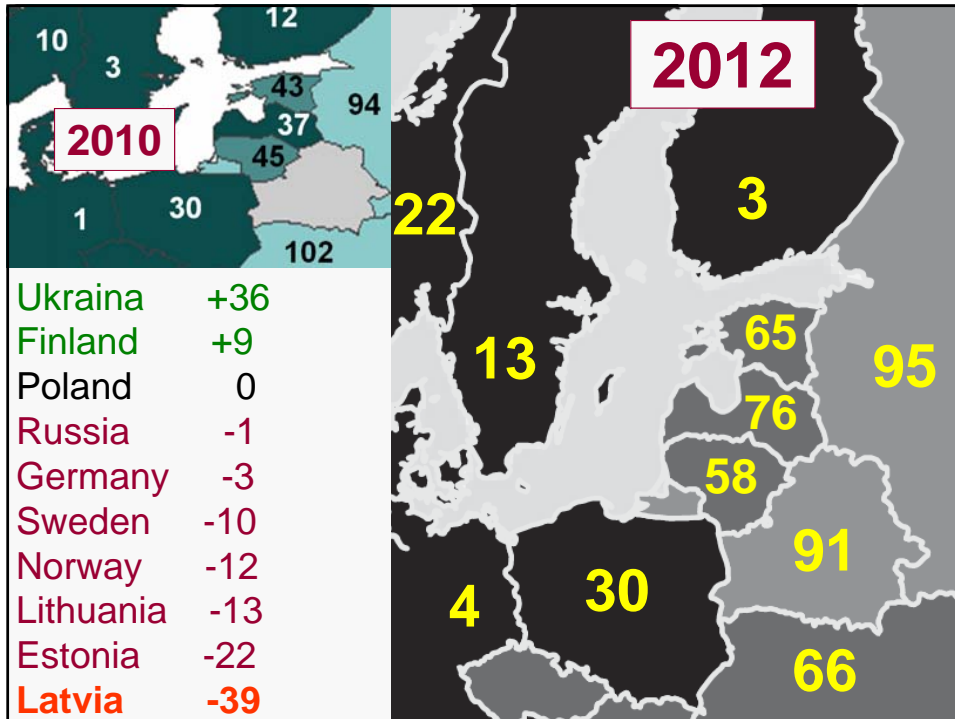 10
3
12
43
94
37
2010
45
1
30
102
Ukraina +36
Finland +9
Poland 0
Russia -1
Germany -3
Sweden -10
Norway -12
Lithuania -13
Estonia -22
Latvia -39
2012
22
3
13
65
95
76
58
91
4
30
66